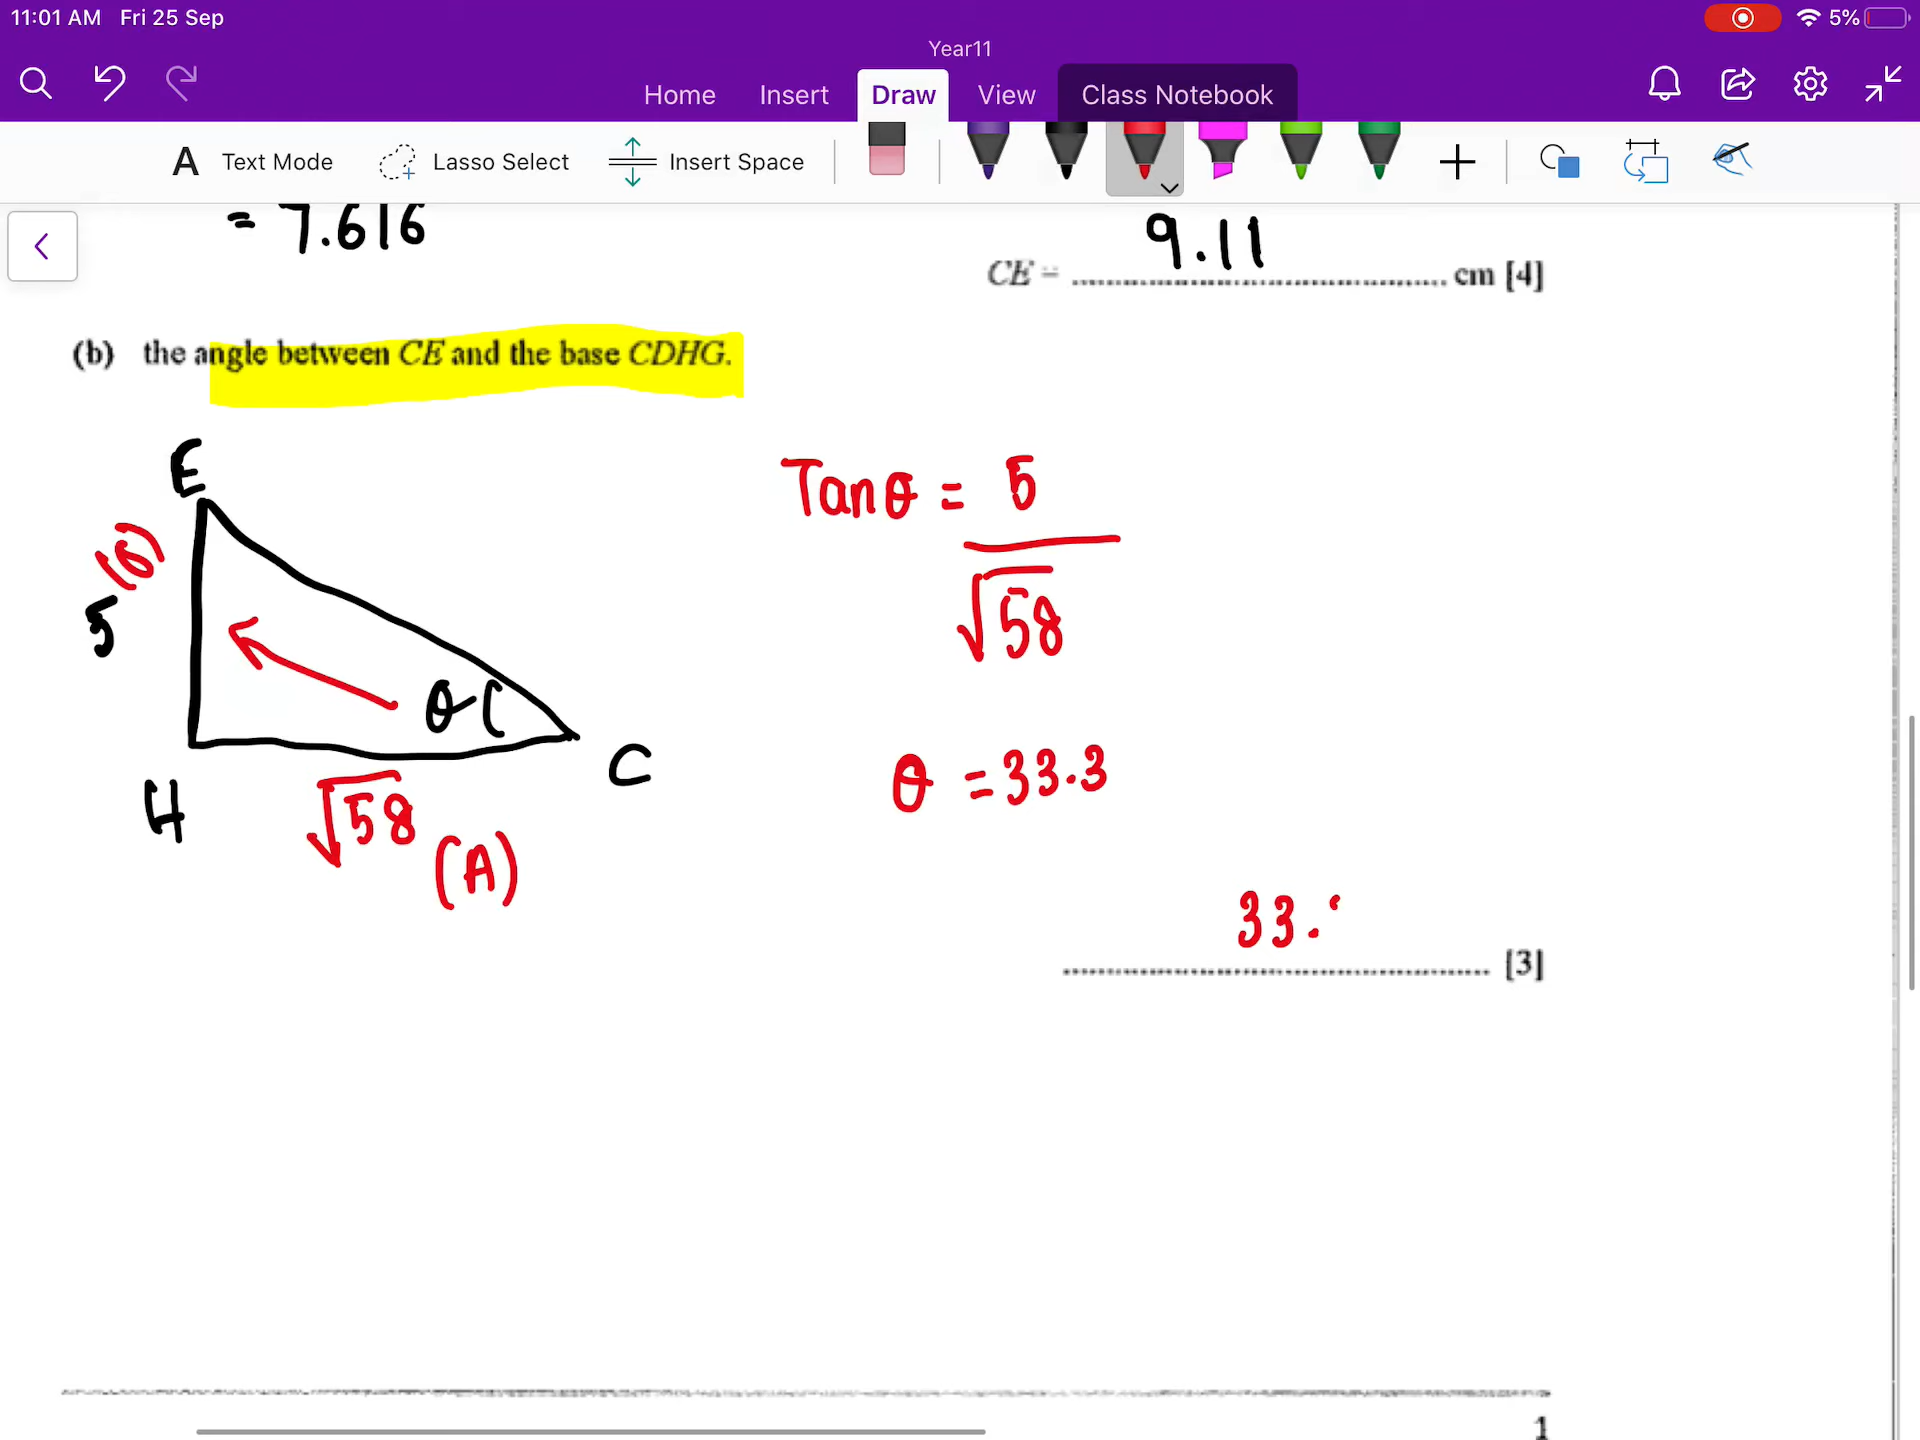 11:01 AM Fri 25 Sep
5%
Year11
Home Insert Draw View Class Notebook
A Text Mode Lasso Select Insert Space
= 7.616
9.11
CE = ........ cm [4]
(b) the angle between CE and the base CDHG.
E
Tanθ = 5
(O)
5
√58
θ
C
θ = 33.3
H
√58
(A)
33.
........ [3]
1